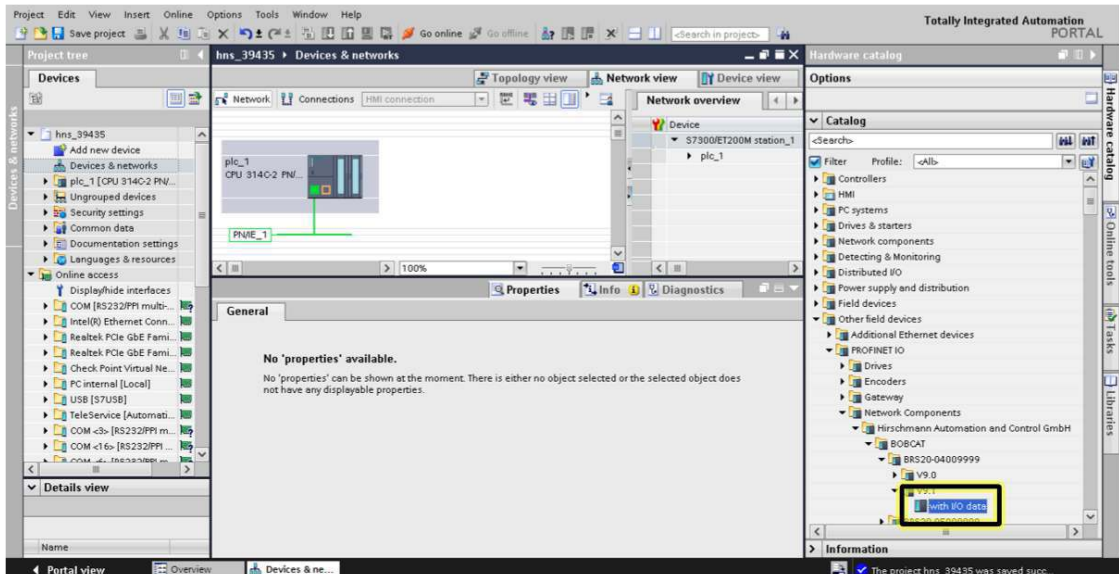 Project Edit View Insert Online Options Tools Window Help
Totally Integrated Automation
PORTAL
Save project
Go online
Go offline
<Search in project>
Project tree
Devices
Devices & networks
hns_39435
Add new device
Devices & networks
plc_1 [CPU 314C-2 PN/...
Ungrouped devices
Security settings
Common data
Documentation settings
Languages & resources
Online access
Display/hide interfaces
COM [RS232/PPI multi-...
Intel(R) Ethernet Conn...
Realtek PCIe GbE Fami...
Realtek PCIe GbE Fami...
Check Point Virtual Ne...
PC internal [Local]
USB [S7USB]
TeleService [Automati...
COM <3> [RS232/PPI m...
COM <16> [RS232/PPI ...
Details view
Name
hns_39435 ▸ Devices & networks
Topology view
Network view
Device view
Network
Connections
HMI connection
Network overview
plc_1
CPU 314C-2 PN/...
PN/IE_1
100%
Device
S7300/ET200M station_1
plc_1
Properties
Info
Diagnostics
General
No 'properties' available.
No 'properties' can be shown at the moment. There is either no object selected or the selected object does
not have any displayable properties.
Hardware catalog
Options
Catalog
<Search>
Filter
Profile:
<All>
Controllers
HMI
PC systems
Drives & starters
Network components
Detecting & Monitoring
Distributed I/O
Power supply and distribution
Field devices
Other field devices
Additional Ethernet devices
PROFINET IO
Drives
Encoders
Gateway
Network Components
Hirschmann Automation and Control GmbH
BOBCAT
BRS20-04009999
V9.0
V9.1
with I/O data
Information
Hardware catalog
Online tools
Tasks
Libraries
Portal view
Overview
Devices & ne...
The project hns_39435 was saved succ...